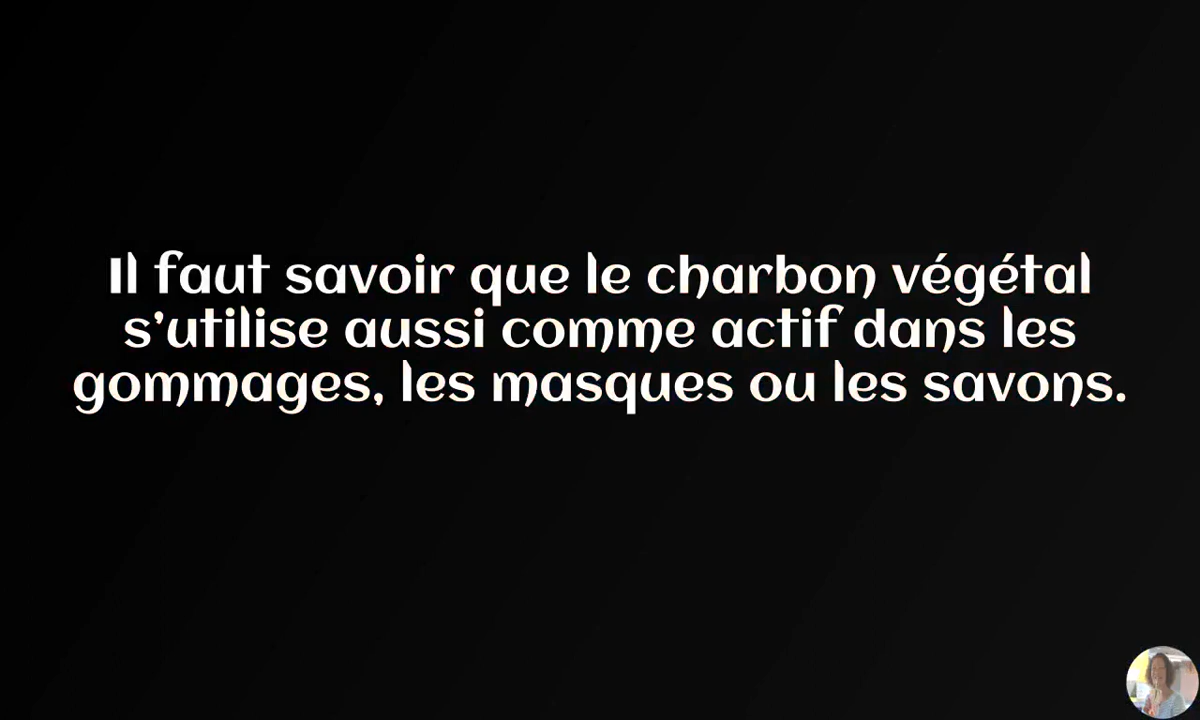 Il faut savoir que le charbon végétal
s’utilise aussi comme actif dans les
gommages, les masques ou les savons.